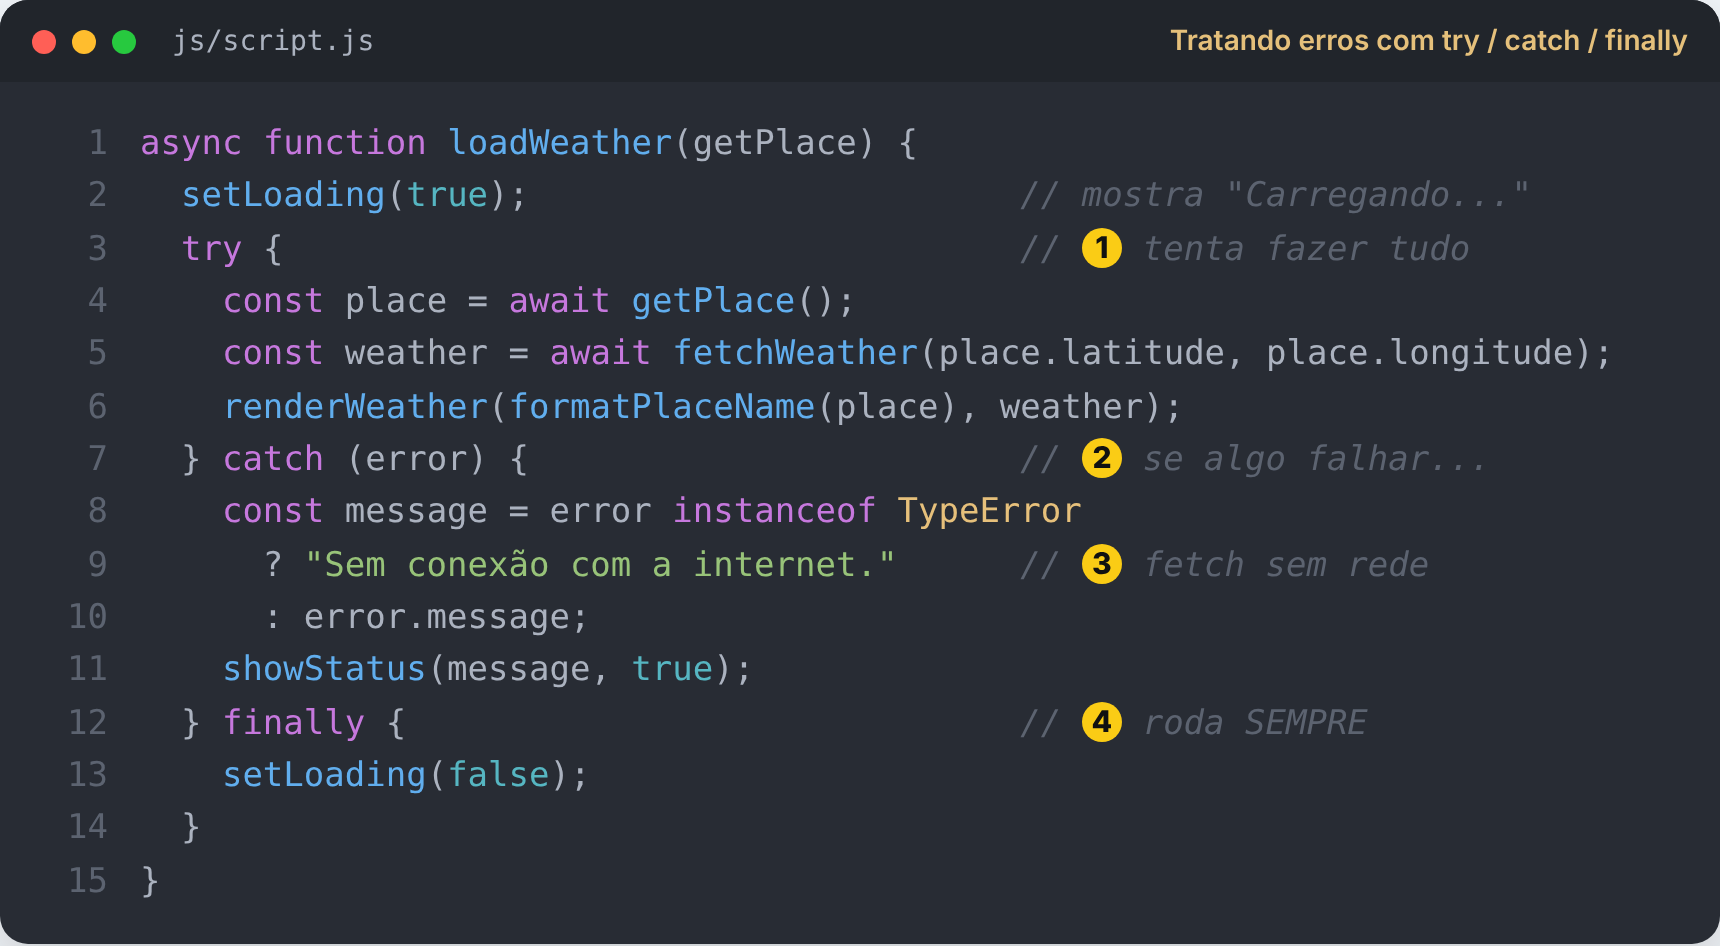 js/script.js
Tratando erros com try / catch / finally
1 async function loadWeather(getPlace) {
2   setLoading(true);                        // mostra "Carregando..."
3   try {                                    // 1 tenta fazer tudo
4     const place = await getPlace();
5     const weather = await fetchWeather(place.latitude, place.longitude);
6     renderWeather(formatPlaceName(place), weather);
7   } catch (error) {                        // 2 se algo falhar...
8     const message = error instanceof TypeError
9       ? "Sem conexão com a internet."      // 3 fetch sem rede
10       : error.message;
11     showStatus(message, true);
12   } finally {                              // 4 roda SEMPRE
13     setLoading(false);
14   }
15 }